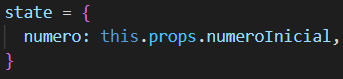 state = {
  numero: this.props.numeroInicial,
}